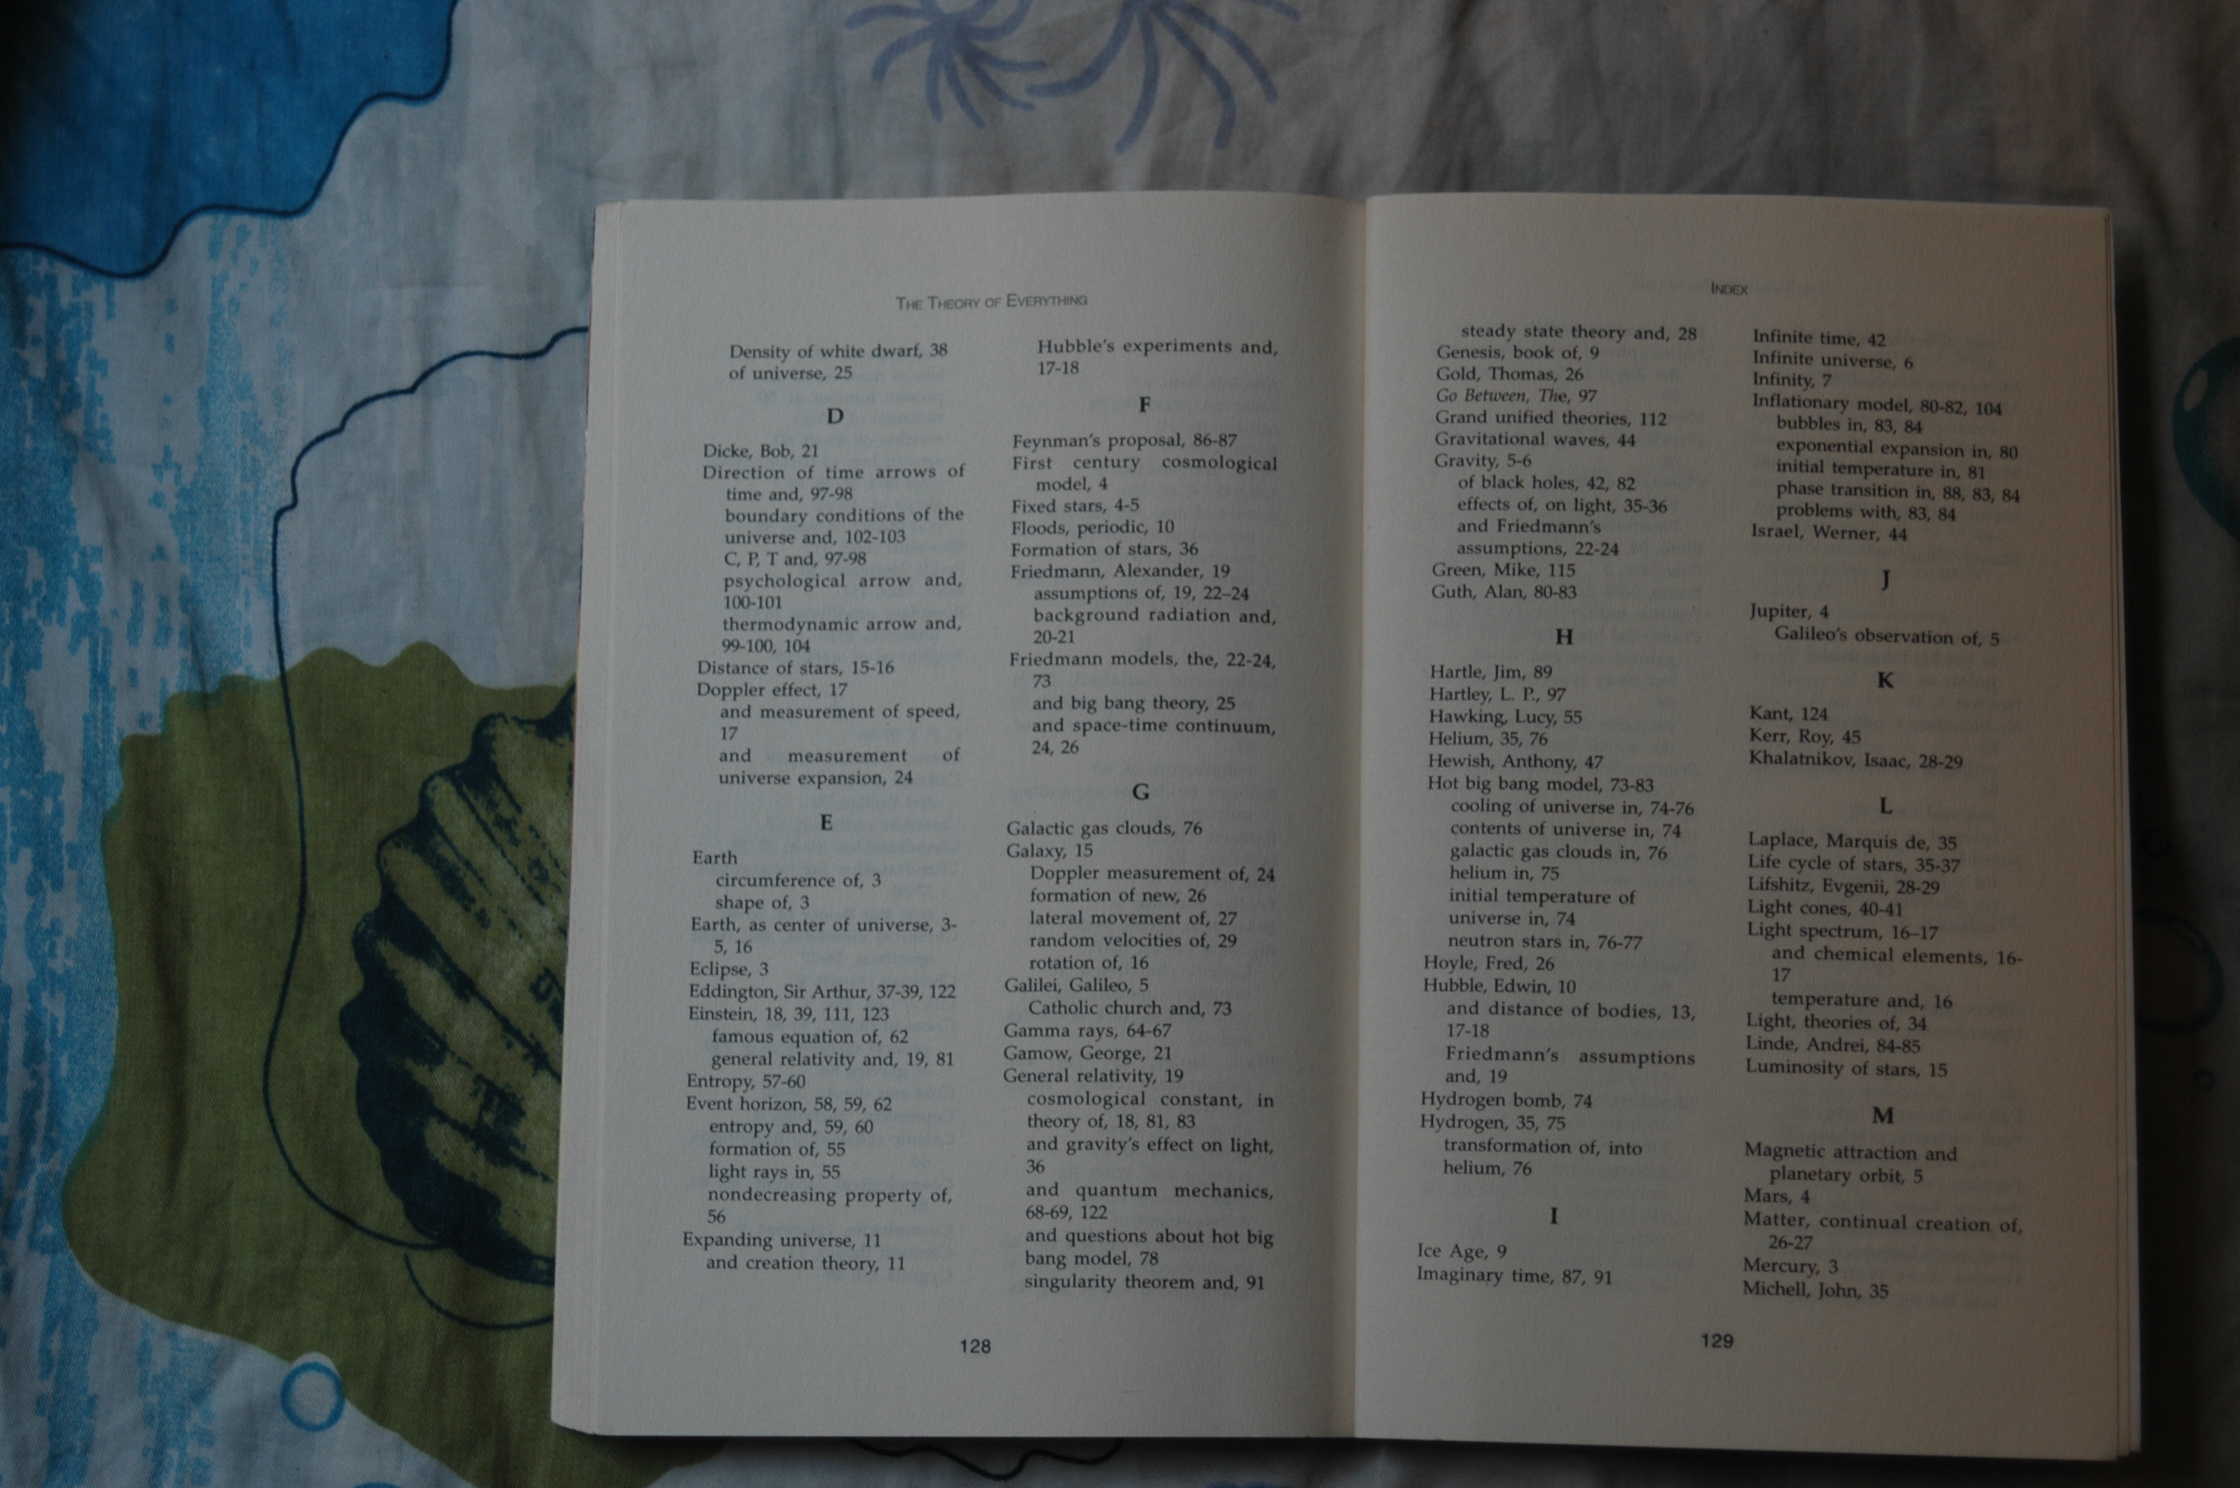 THE THEORY OF EVERYTHING
Density of white dwarf, 38
of universe, 25
D
Dicke, Bob, 21
Direction of time arrows of
time and, 97-98
boundary conditions of the
universe and, 102-103
C, P, T and, 97-98
psychological arrow and,
100-101
thermodynamic arrow and,
99-100, 104
Distance of stars, 15-16
Doppler effect, 17
and measurement of speed,
17
and measurement of
universe expansion, 24
E
Earth
circumference of, 3
shape of, 3
Earth, as center of universe, 3-
5, 16
Eclipse, 3
Eddington, Sir Arthur, 37-39, 122
Einstein, 18, 39, 111, 123
famous equation of, 62
general relativity and, 19, 81
Entropy, 57-60
Event horizon, 58, 59, 62
entropy and, 59, 60
formation of, 55
light rays in, 55
nondecreasing property of,
56
Expanding universe, 11
and creation theory, 11
Hubble's experiments and,
17-18
F
Feynman's proposal, 86-87
First century cosmological
model, 4
Fixed stars, 4-5
Floods, periodic, 10
Formation of stars, 36
Friedmann, Alexander, 19
assumptions of, 19, 22–24
background radiation and,
20-21
Friedmann models, the, 22-24,
73
and big bang theory, 25
and space-time continuum,
24, 26
G
Galactic gas clouds, 76
Galaxy, 15
Doppler measurement of, 24
formation of new, 26
lateral movement of, 27
random velocities of, 29
rotation of, 16
Galilei, Galileo, 5
Catholic church and, 73
Gamma rays, 64-67
Gamow, George, 21
General relativity, 19
cosmological constant, in
theory of, 18, 81, 83
and gravity's effect on light,
36
and quantum mechanics,
68-69, 122
and questions about hot big
bang model, 78
singularity theorem and, 91
128
INDEX
steady state theory and, 28
Genesis, book of, 9
Gold, Thomas, 26
Go Between, The, 97
Grand unified theories, 112
Gravitational waves, 44
Gravity, 5-6
of black holes, 42, 82
effects of, on light, 35-36
and Friedmann's
assumptions, 22-24
Green, Mike, 115
Guth, Alan, 80-83
H
Hartle, Jim, 89
Hartley, L. P., 97
Hawking, Lucy, 55
Helium, 35, 76
Hewish, Anthony, 47
Hot big bang model, 73-83
cooling of universe in, 74-76
contents of universe in, 74
galactic gas clouds in, 76
helium in, 75
initial temperature of
universe in, 74
neutron stars in, 76-77
Hoyle, Fred, 26
Hubble, Edwin, 10
and distance of bodies, 13,
17-18
Friedmann's assumptions
and, 19
Hydrogen bomb, 74
Hydrogen, 35, 75
transformation of, into
helium, 76
I
Ice Age, 9
Imaginary time, 87, 91
Infinite time, 42
Infinite universe, 6
Infinity, 7
Inflationary model, 80-82, 104
bubbles in, 83, 84
exponential expansion in, 80
initial temperature in, 81
phase transition in, 88, 83, 84
problems with, 83, 84
Israel, Werner, 44
J
Jupiter, 4
Galileo's observation of, 5
K
Kant, 124
Kerr, Roy, 45
Khalatnikov, Isaac, 28-29
L
Laplace, Marquis de, 35
Life cycle of stars, 35-37
Lifshitz, Evgenii, 28-29
Light cones, 40-41
Light spectrum, 16–17
and chemical elements, 16-
17
temperature and, 16
Light, theories of, 34
Linde, Andrei, 84-85
Luminosity of stars, 15
M
Magnetic attraction and
planetary orbit, 5
Mars, 4
Matter, continual creation of,
26-27
Mercury, 3
Michell, John, 35
129